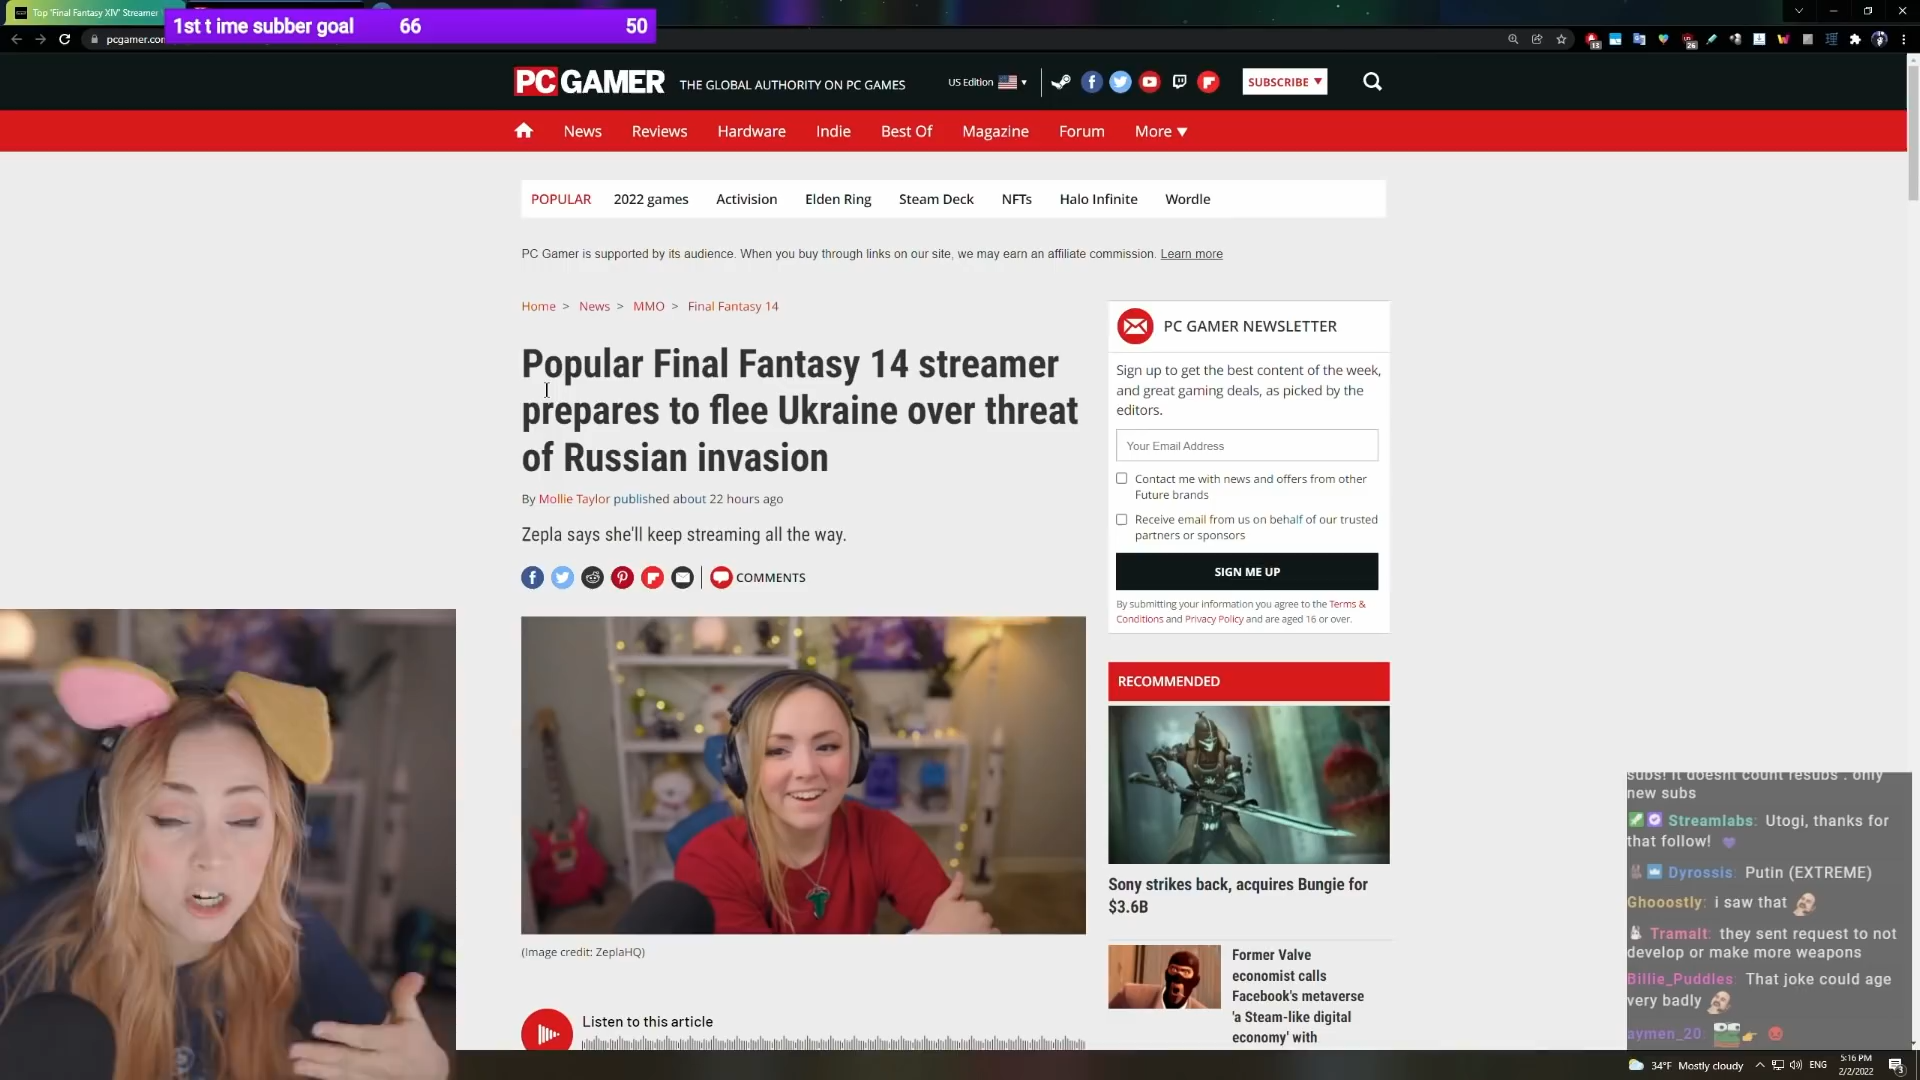 Top "Final Fantasy XIV" Streamer
1st t ime subber goal 66 50
pcgamer.com
PC GAMER THE GLOBAL AUTHORITY ON PC GAMES
US Edition
SUBSCRIBE
News Reviews Hardware Indie Best Of Magazine Forum More
POPULAR 2022 games Activision Elden Ring Steam Deck NFTs Halo Infinite Wordle
PC Gamer is supported by its audience. When you buy through links on our site, we may earn an affiliate commission. Learn more
Home > News > MMO > Final Fantasy 14
Popular Final Fantasy 14 streamer
prepares to flee Ukraine over threat
of Russian invasion
By Mollie Taylor published about 22 hours ago
Zepla says she'll keep streaming all the way.
COMMENTS
(Image credit: ZeplaHQ)
Listen to this article
PC GAMER NEWSLETTER
Sign up to get the best content of the week,
and great gaming deals, as picked by the
editors.
Your Email Address
Contact me with news and offers from other
Future brands
Receive email from us on behalf of our trusted
partners or sponsors
SIGN ME UP
By submitting your information you agree to the Terms &
Conditions and Privacy Policy and are aged 16 or over.
RECOMMENDED
Sony strikes back, acquires Bungie for
$3.6B
Former Valve
economist calls
Facebook's metaverse
'a Steam-like digital
economy' with
subs! it doesnt count resubs . only
new subs
Streamlabs: Utogi, thanks for
that follow!
Dyrossis: Putin (EXTREME)
Ghooostly: i saw that
Tramalt: they sent request to not
develop or make more weapons
Billie_Puddles: That joke could age
very badly
aymen_20:
34°F Mostly cloudy
ENG
5:16 PM
2/2/2022